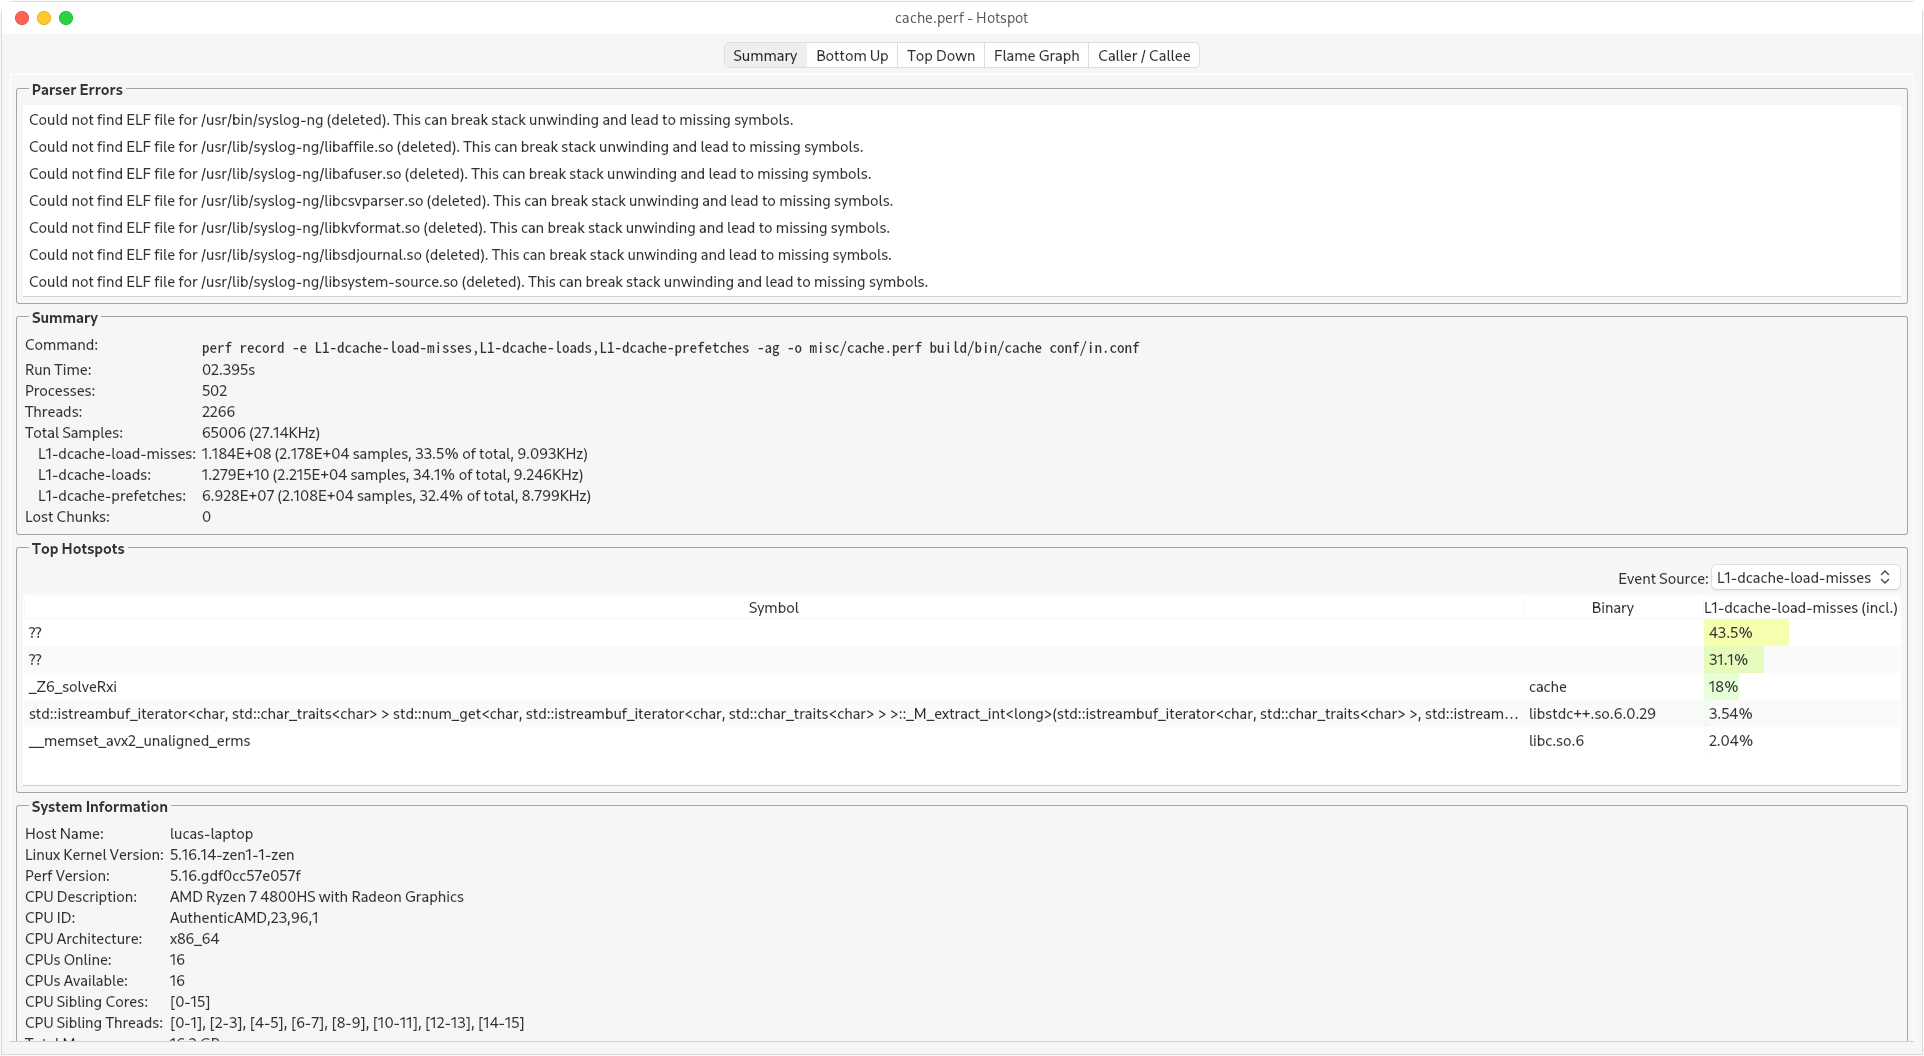 cache.perf - Hotspot
Summary Bottom Up Top Down Flame Graph Caller / Callee
Parser Errors
Could not find ELF file for /usr/bin/syslog-ng (deleted). This can break stack unwinding and lead to missing symbols.
Could not find ELF file for /usr/lib/syslog-ng/libaffile.so (deleted). This can break stack unwinding and lead to missing symbols.
Could not find ELF file for /usr/lib/syslog-ng/libafuser.so (deleted). This can break stack unwinding and lead to missing symbols.
Could not find ELF file for /usr/lib/syslog-ng/libcsvparser.so (deleted). This can break stack unwinding and lead to missing symbols.
Could not find ELF file for /usr/lib/syslog-ng/libkvformat.so (deleted). This can break stack unwinding and lead to missing symbols.
Could not find ELF file for /usr/lib/syslog-ng/libsdjournal.so (deleted). This can break stack unwinding and lead to missing symbols.
Could not find ELF file for /usr/lib/syslog-ng/libsystem-source.so (deleted). This can break stack unwinding and lead to missing symbols.
Summary
Command: perf record -e L1-dcache-load-misses,L1-dcache-loads,L1-dcache-prefetches -ag -o misc/cache.perf build/bin/cache conf/in.conf
Run Time: 02.395s
Processes: 502
Threads: 2266
Total Samples: 65006 (27.14KHz)
L1-dcache-load-misses: 1.184E+08 (2.178E+04 samples, 33.5% of total, 9.093KHz)
L1-dcache-loads: 1.279E+10 (2.215E+04 samples, 34.1% of total, 9.246KHz)
L1-dcache-prefetches: 6.928E+07 (2.108E+04 samples, 32.4% of total, 8.799KHz)
Lost Chunks: 0
Top Hotspots
Event Source: L1-dcache-load-misses
Symbol Binary L1-dcache-load-misses (incl.)
?? 43.5%
?? 31.1%
_Z6_solveRxi cache 18%
std::istreambuf_iterator<char, std::char_traits<char> > std::num_get<char, std::istreambuf_iterator<char, std::char_traits<char> > >::_M_extract_int<long>(std::istreambuf_iterator<char, std::char_traits<char> >, std::istream… libstdc++.so.6.0.29 3.54%
__memset_avx2_unaligned_erms libc.so.6 2.04%
System Information
Host Name: lucas-laptop
Linux Kernel Version: 5.16.14-zen1-1-zen
Perf Version: 5.16.gdf0cc57e057f
CPU Description: AMD Ryzen 7 4800HS with Radeon Graphics
CPU ID: AuthenticAMD,23,96,1
CPU Architecture: x86_64
CPUs Online: 16
CPUs Available: 16
CPU Sibling Cores: [0-15]
CPU Sibling Threads: [0-1], [2-3], [4-5], [6-7], [8-9], [10-11], [12-13], [14-15]